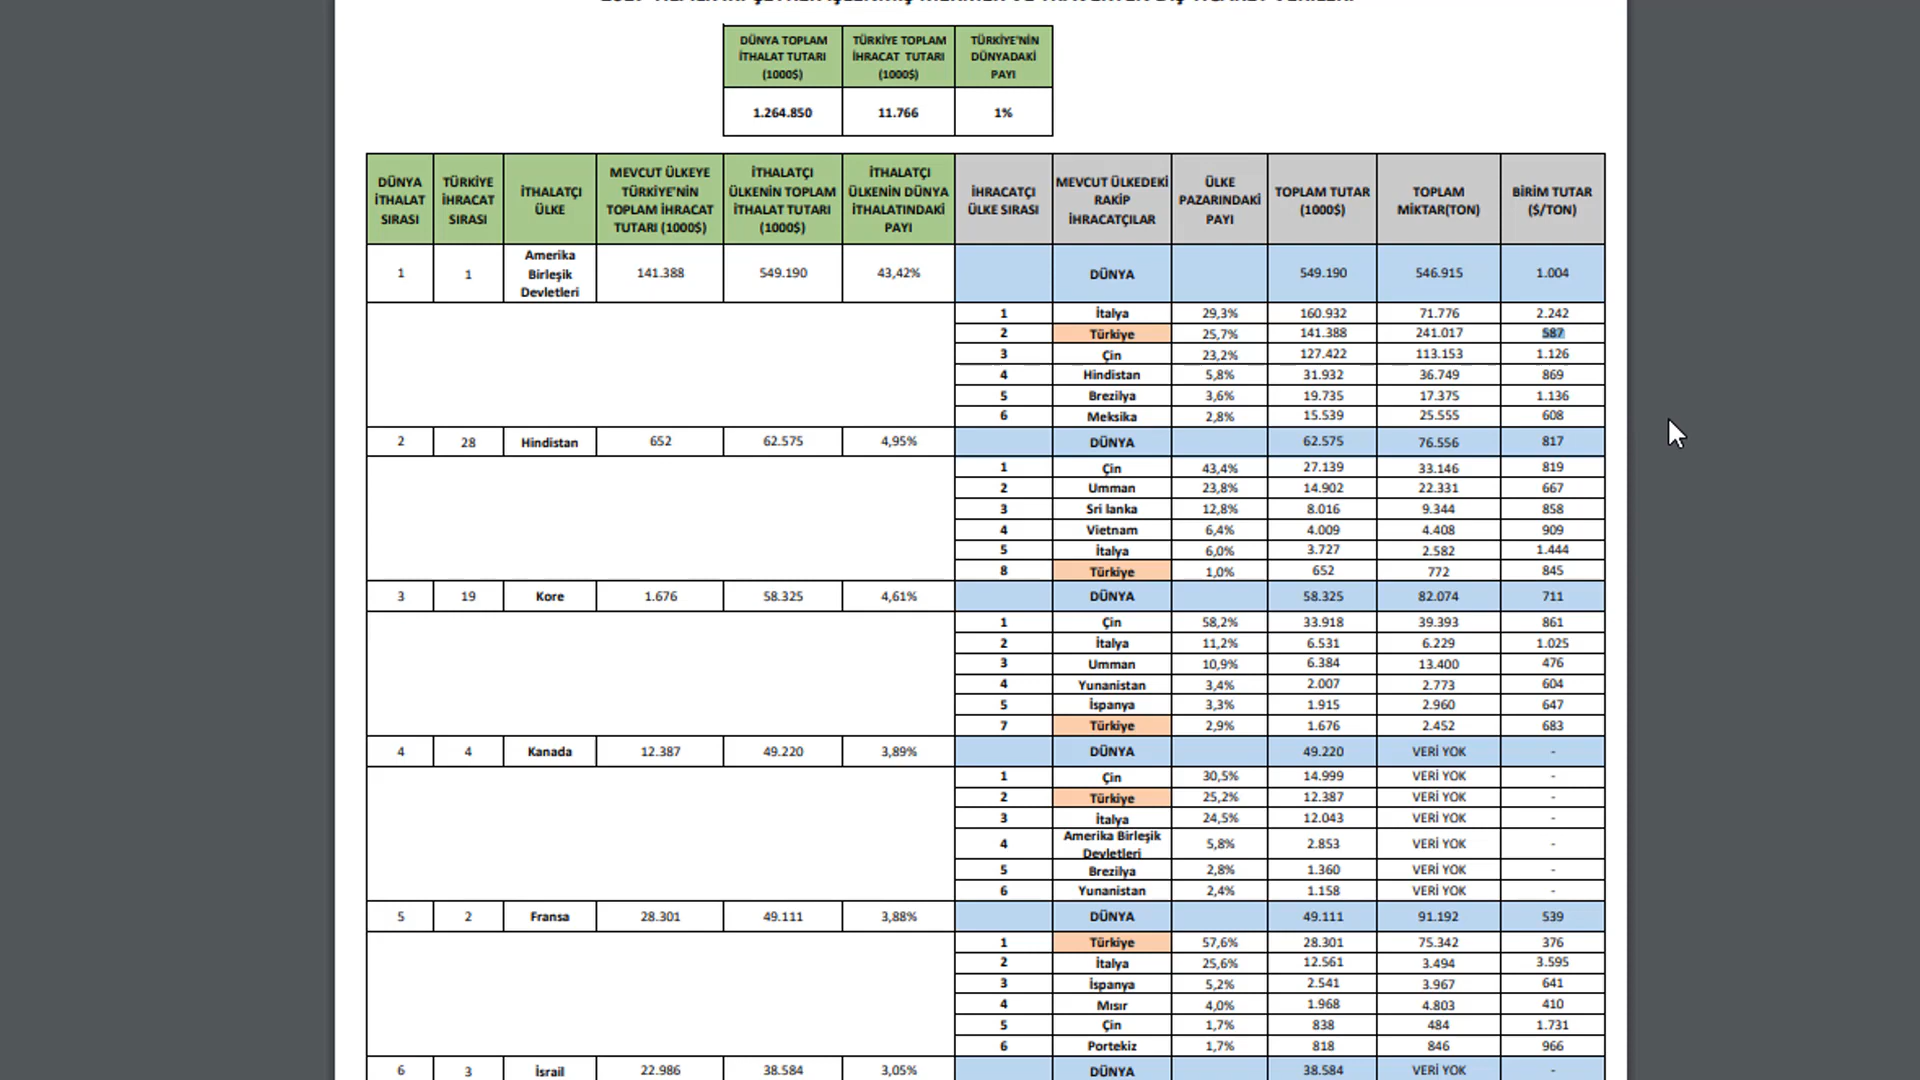 DÜNYA TOPLAM İTHALAT TUTARI (1000$) TÜRKİYE TOPLAM İHRACAT TUTARI (1000$) TÜRKİYE'NİN DÜNYADAKİ PAYI
1.264.850 11.766 1%
DÜNYA İTHALAT SIRASI TÜRKİYE İHRACAT SIRASI İTHALATÇI ÜLKE MEVCUT ÜLKEYE TÜRKİYE'NİN TOPLAM İHRACAT TUTARI (1000$) İTHALATÇI ÜLKENİN TOPLAM İTHALAT TUTARI (1000$) İTHALATÇI ÜLKENİN DÜNYA İTHALATINDAKİ PAYI İHRACATÇI ÜLKE SIRASI MEVCUT ÜLKEDEKİ RAKİP İHRACATÇILAR ÜLKE PAZARINDAKİ PAYI TOPLAM TUTAR (1000$) TOPLAM MİKTAR(TON) BİRİM TUTAR ($/TON)
1 1 Amerika Birleşik Devletleri 141.388 549.190 43,42% DÜNYA 549.190 546.915 1.004
1 İtalya 29,3% 160.932 71.776 2.242
2 Türkiye 25,7% 141.388 241.017 587
3 Çin 23,2% 127.422 113.153 1.126
4 Hindistan 5,8% 31.932 36.749 869
5 Brezilya 3,6% 19.735 17.375 1.136
6 Meksika 2,8% 15.539 25.555 608
2 28 Hindistan 652 62.575 4,95% DÜNYA 62.575 76.556 817
1 Çin 43,4% 27.139 33.146 819
2 Umman 23,8% 14.902 22.331 667
3 Sri lanka 12,8% 8.016 9.344 858
4 Vietnam 6,4% 4.009 4.408 909
5 İtalya 6,0% 3.727 2.582 1.444
8 Türkiye 1,0% 652 772 845
3 19 Kore 1.676 58.325 4,61% DÜNYA 58.325 82.074 711
1 Çin 58,2% 33.918 39.393 861
2 İtalya 11,2% 6.531 6.229 1.025
3 Umman 10,9% 6.384 13.400 476
4 Yunanistan 3,4% 2.007 2.773 604
5 İspanya 3,3% 1.915 2.960 647
7 Türkiye 2,9% 1.676 2.452 683
4 4 Kanada 12.387 49.220 3,89% DÜNYA 49.220 VERİ YOK -
1 Çin 30,5% 14.999 VERİ YOK -
2 Türkiye 25,2% 12.387 VERİ YOK -
3 İtalya 24,5% 12.043 VERİ YOK -
4 Amerika Birleşik Devletleri 5,8% 2.853 VERİ YOK -
5 Brezilya 2,8% 1.360 VERİ YOK -
6 Yunanistan 2,4% 1.158 VERİ YOK -
5 2 Fransa 28.301 49.111 3,88% DÜNYA 49.111 91.192 539
1 Türkiye 57,6% 28.301 75.342 376
2 İtalya 25,6% 12.561 3.494 3.595
3 İspanya 5,2% 2.541 3.967 641
4 Mısır 4,0% 1.968 4.803 410
5 Çin 1,7% 838 484 1.731
6 Portekiz 1,7% 818 846 966
6 3 İsrail 22.986 38.584 3,05% DÜNYA 38.584 VERİ YOK -